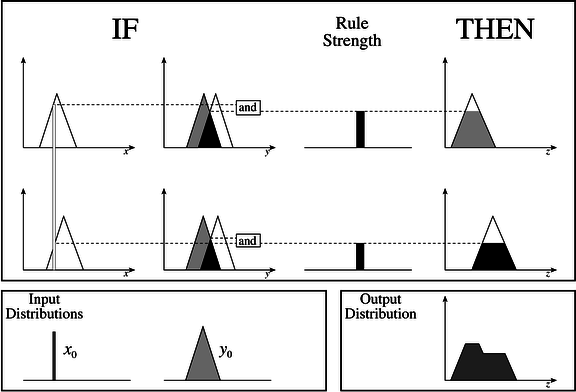 IF
Rule
Strength
THEN
and
x
y
z
and
x
y
z
Input
Distributions
x₀
y₀
Output
Distribution
z